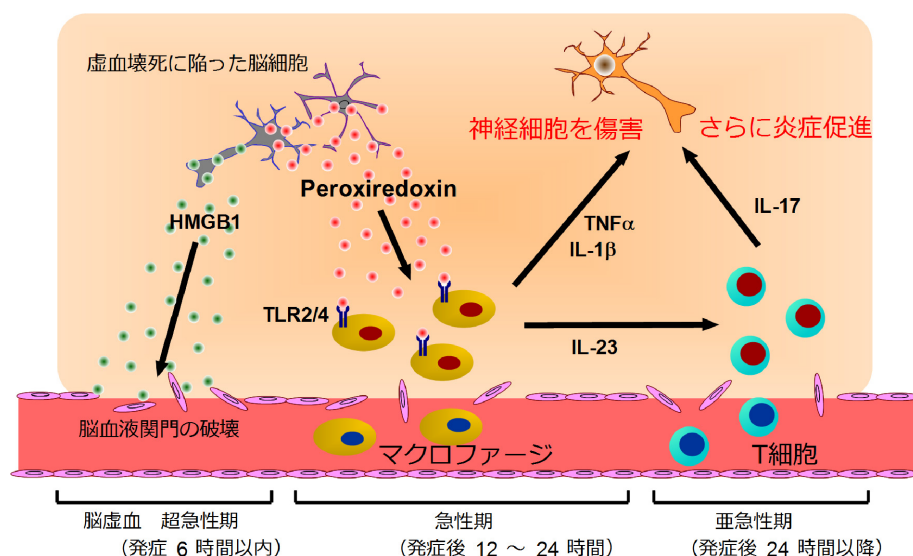 虚血壊死に陥った脳細胞
神経細胞を傷害 さらに炎症促進
Peroxiredoxin
HMGB1
TNFα
IL-1β
IL-17
TLR2/4
IL-23
脳血液関門の破壊
マクロファージ
T細胞
脳虚血 超急性期
(発症 6 時間以内)
急性期
(発症後 12 ～ 24 時間)
亜急性期
(発症後 24 時間以降)